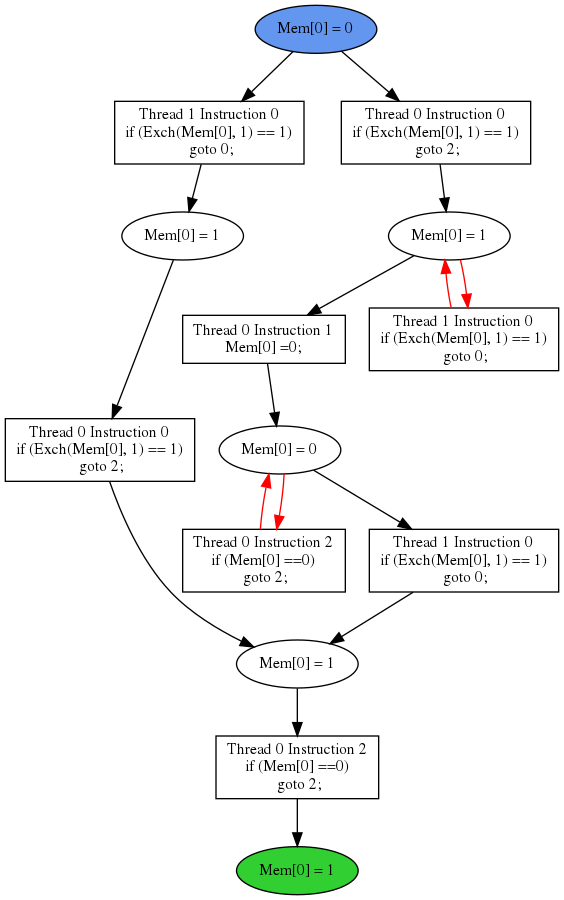 Mem[0] = 0
Thread 1 Instruction 0
if (Exch(Mem[0], 1) == 1)
goto 0;
Thread 0 Instruction 0
if (Exch(Mem[0], 1) == 1)
goto 2;
Mem[0] = 1
Mem[0] = 1
Thread 0 Instruction 1
Mem[0] =0;
Thread 1 Instruction 0
if (Exch(Mem[0], 1) == 1)
goto 0;
Thread 0 Instruction 0
if (Exch(Mem[0], 1) == 1)
goto 2;
Mem[0] = 0
Thread 0 Instruction 2
if (Mem[0] ==0)
goto 2;
Thread 1 Instruction 0
if (Exch(Mem[0], 1) == 1)
goto 0;
Mem[0] = 1
Thread 0 Instruction 2
if (Mem[0] ==0)
goto 2;
Mem[0] = 1